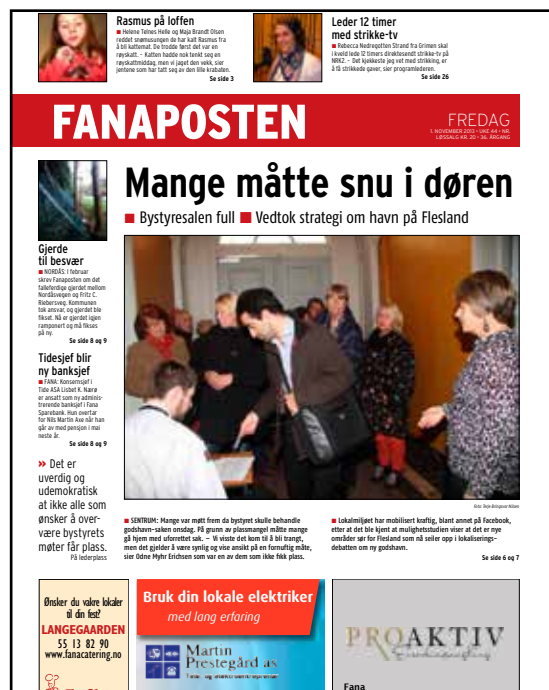 Rasmus på loffen
■ Helene Telnes Helle og Maja Brandt Olsen
reddet snømusungen de har kalt Rasmus fra
å bli kattemat. De trodde først det var en
røyskatt. – Katten hadde nok tenkt seg en
røyskattmiddag, men vi jaget den vekk, sier
jentene som har tatt seg av den lille krabaten.
Se side 3
Leder 12 timer
med strikke-tv
■ Rebecca Nedregotten Strand fra Grimen skal
i kveld lede 12 timers direktesendt strikke-tv på
NRK2. – Det kjekkeste jeg vet med strikking, er
å få strikkede gaver, sier programlederen.
Se side 26
FANAPOSTEN
FREDAG
1. NOVEMBER 2013 • UKE 44 • NR.
LØSSALG KR. 20 • 36. ÅRGANG
Mange måtte snu i døren
■ Bystyresalen full ■ Vedtok strategi om havn på Flesland
Gjerde
til besvær
■ NORDÅS: I februar
skrev Fanaposten om det
falleferdige gjerdet mellom
Nordåsvegen og Fritz C.
Riebersveg. Kommunen
tok ansvar, og gjerdet ble
fikset. Nå er gjerdet igjen
ramponert og må fikses
på ny.
Se side 8 og 9
Tidesjef blir
ny banksjef
■ FANA: Konsernsjef i
Tide ASA Lisbet K. Nærø
er ansatt som ny adminis-
trerende banksjef i Fana
Sparebank. Hun overtar
for Nils Martin Axe når han
går av med pensjon i mai
neste år.
Se side 8 og 9
» Det er
uverdig og
udemokratisk
at ikke alle som
ønsker å over-
være bystyrets
møter får plass.
På lederplass
■ SENTRUM: Mange var møtt frem da bystyret skulle behandle
godshavn-saken onsdag. På grunn av plassmangel måtte mange
gå hjem med uforrettet sak. – Vi visste det kom til å bli trangt,
men det gjelder å være synlig og vise ansikt på en fornuftig måte,
sier Odne Myhr Erichsen som var en av dem som ikke fikk plass.
■ Lokalmiljøet har mobilisert kraftig, blant annet på Facebook,
etter at det ble kjent at mulighetsstudien viser at det er nye
områder sør for Flesland som nå seiler opp i lokaliserings-
debatten om ny godshavn.
Se side 6 og 7
Ønsker du vakre lokaler
til din fest?
LANGEGAARDEN
55 13 82 90
www.fanacatering.no
Bruk din lokale elektriker
med lang erfaring
Martin
Prestegård as
PROAKTIV
Eiendomsmegling
Fana